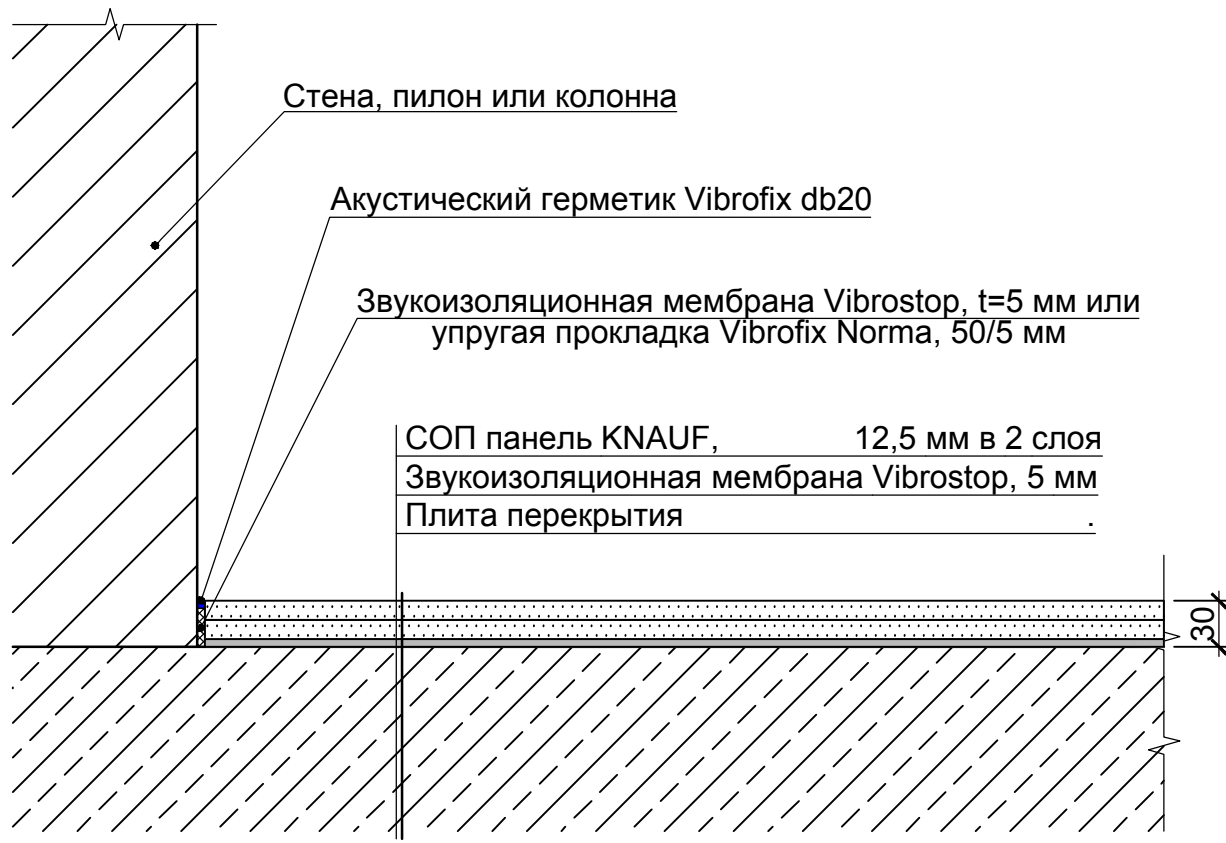 Стена, пилон или колонна
Акустический герметик Vibrofix db20
Звукоизоляционная мембрана Vibrostop, t=5 мм или
упругая прокладка Vibrofix Norma, 50/5 мм
СОП панель KNAUF, 12,5 мм в 2 слоя
Звукоизоляционная мембрана Vibrostop, 5 мм
Плита перекрытия .
30